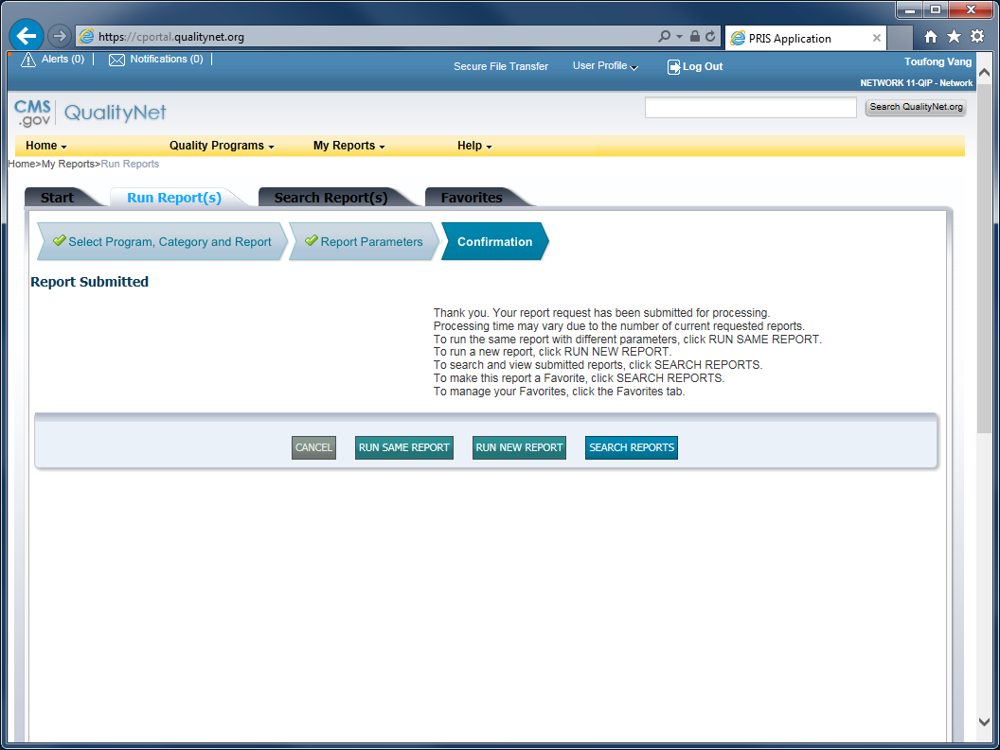 https://cportal.qualitynet.org
PRIS Application
Alerts (0)
Notifications (0)
Secure File Transfer
User Profile
Log Out
Toufong Vang
NETWORK 11-QIP - Network
CMS
.gov
QualityNet
Search QualityNet.org
Home
Quality Programs
My Reports
Help
Home>My Reports>Run Reports
Start
Run Report(s)
Search Report(s)
Favorites
Select Program, Category and Report
Report Parameters
Confirmation
Report Submitted
Thank you. Your report request has been submitted for processing.
Processing time may vary due to the number of current requested reports.
To run the same report with different parameters, click RUN SAME REPORT.
To run a new report, click RUN NEW REPORT.
To search and view submitted reports, click SEARCH REPORTS.
To make this report a Favorite, click SEARCH REPORTS.
To manage your Favorites, click the Favorites tab.
CANCEL
RUN SAME REPORT
RUN NEW REPORT
SEARCH REPORTS